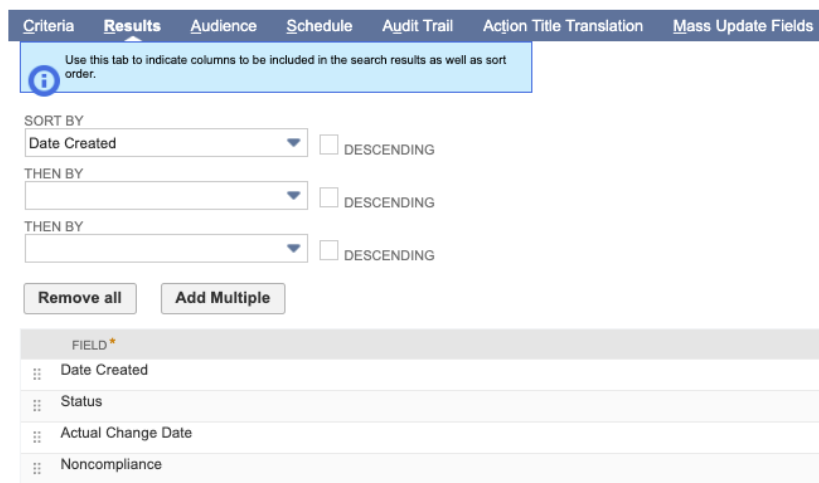 Criteria Results Audience Schedule Audit Trail Action Title Translation Mass Update Fields
Use this tab to indicate columns to be included in the search results as well as sort
order.
SORT BY
Date Created DESCENDING
THEN BY
DESCENDING
THEN BY
DESCENDING
Remove all Add Multiple
FIELD*
Date Created
Status
Actual Change Date
Noncompliance